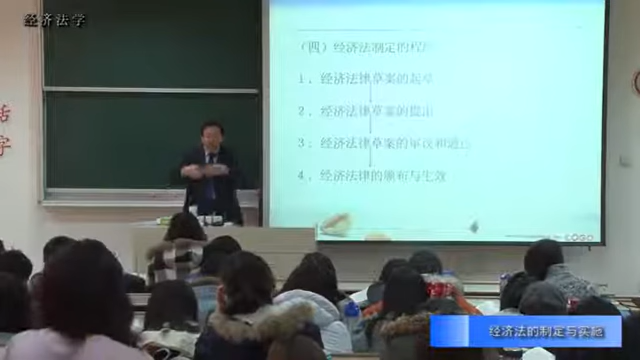 经济法学
(四)经济法制定的程序
1、经济法律草案的起草
2、经济法律草案的提出
3、经济法律草案的审议和通过
4、经济法律的颁布与生效
LOGO
经济法的制定与实施